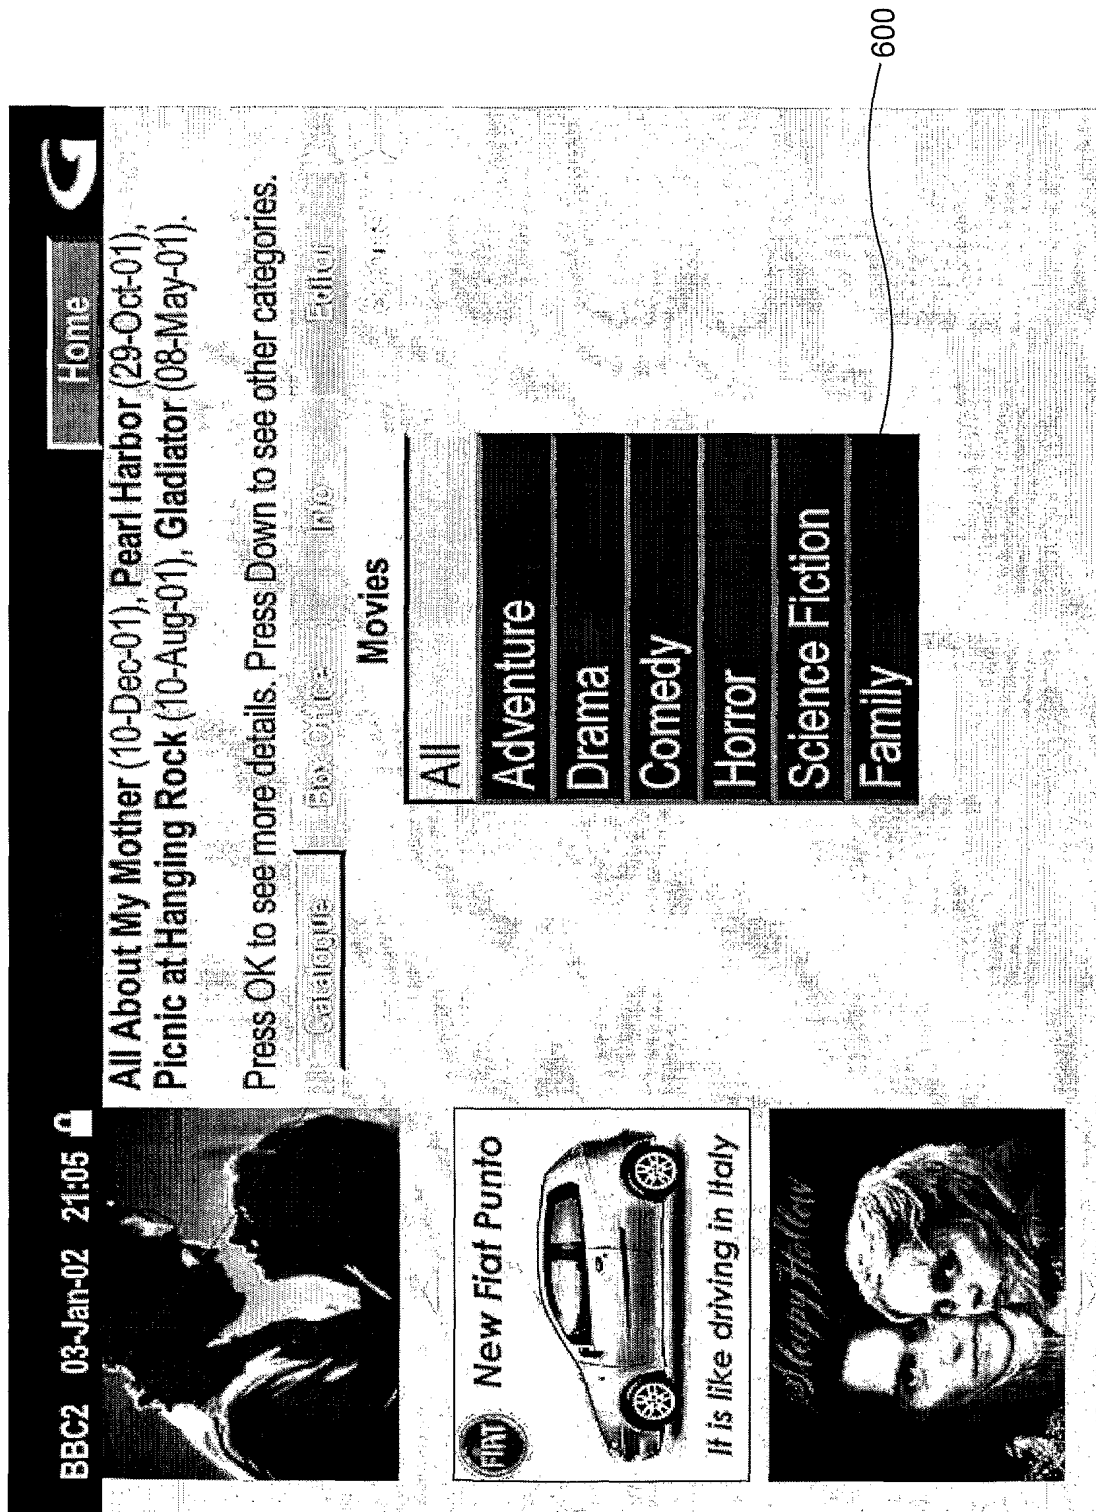 BBC2 03-Jan-02 21:05
Home
All About My Mother (10-Dec-01), Pearl Harbor (29-Oct-01),
Picnic at Hanging Rock (10-Aug-01), Gladiator (08-May-01).
Press OK to see more details. Press Down to see other categories.
Catalogue Box Office Info Editor
Movies
All
Adventure
Drama
Comedy
Horror
Science Fiction
Family
FIAT New Fiat Punto
It is like driving in Italy
Sleepy Hollow
600